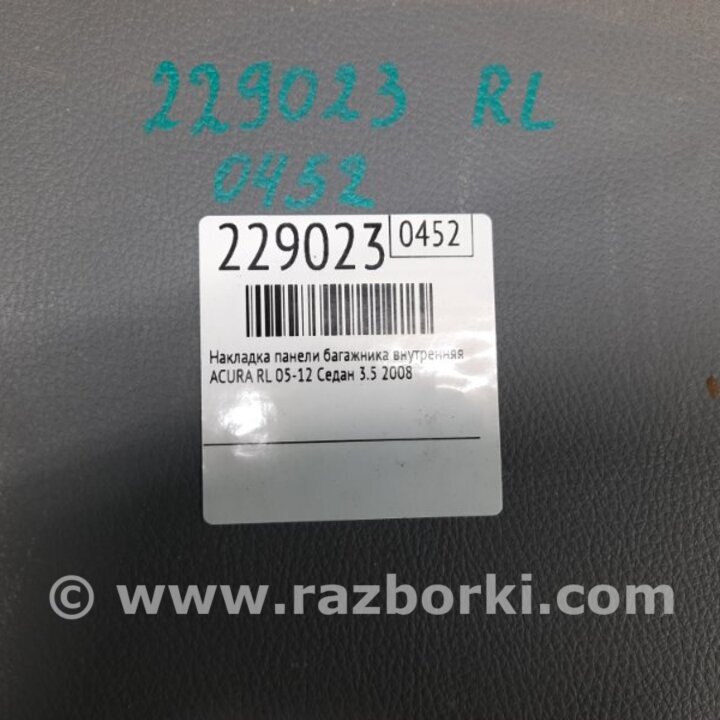 229023 RL
0452
229023 0452
Накладка панели багажника внутренняя
ACURA RL 05-12 Седан 3.5 2008
© www.razborki.com